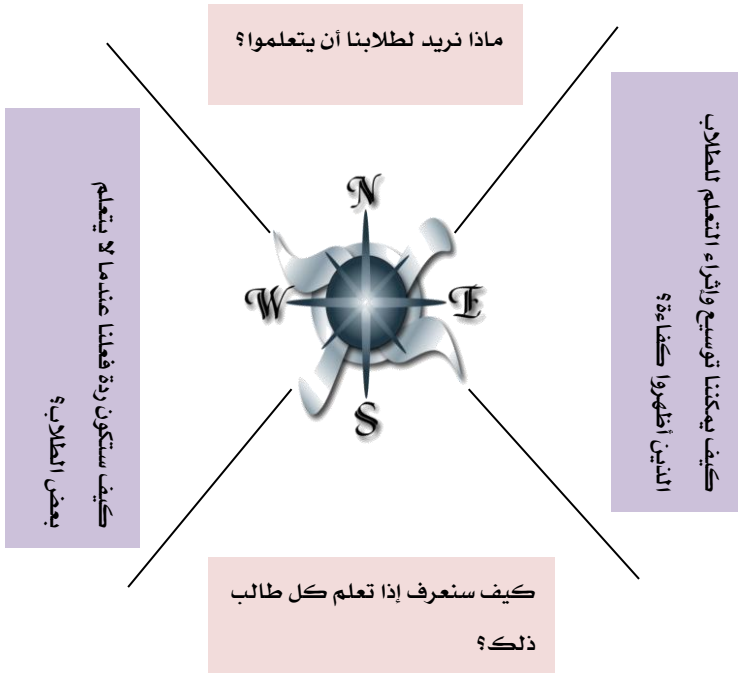 ماذا نريد لطلابنا أن يتعلموا؟
كيف يمكننا توسيع وإثراء التعلم للطلاب
الذين أظهروا كفاءة؟
كيف ستكون ردة فعلنا عندما لا يتعلم
بعض الطلاب؟
N
W
E
S
كيف سنعرف إذا تعلم كل طالب
ذلك؟